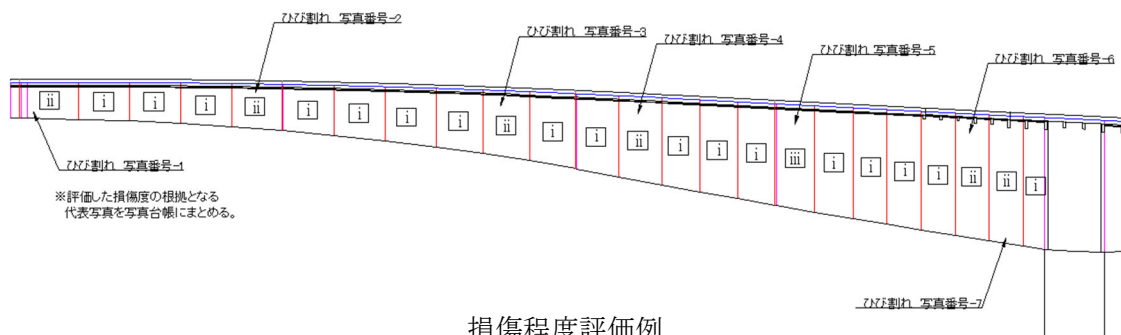 ひび割れ 写真番号-2
ひび割れ 写真番号-3
ひび割れ 写真番号-4
ひび割れ 写真番号-5
ひび割れ 写真番号-6
ⅱ ⅰ ⅰ ⅰ ⅱ ⅰ ⅰ ⅰ ⅰ ⅱ ⅰ ⅰ ⅱ ⅰ ⅰ ⅰ ⅲ ⅰ ⅰ ⅰ ⅰ ⅱ ⅱ ⅰ
ひび割れ 写真番号-1
※評価した損傷度の根拠となる
代表写真を写真台帳にまとめる。
ひび割れ 写真番号-7
損傷程度評価例